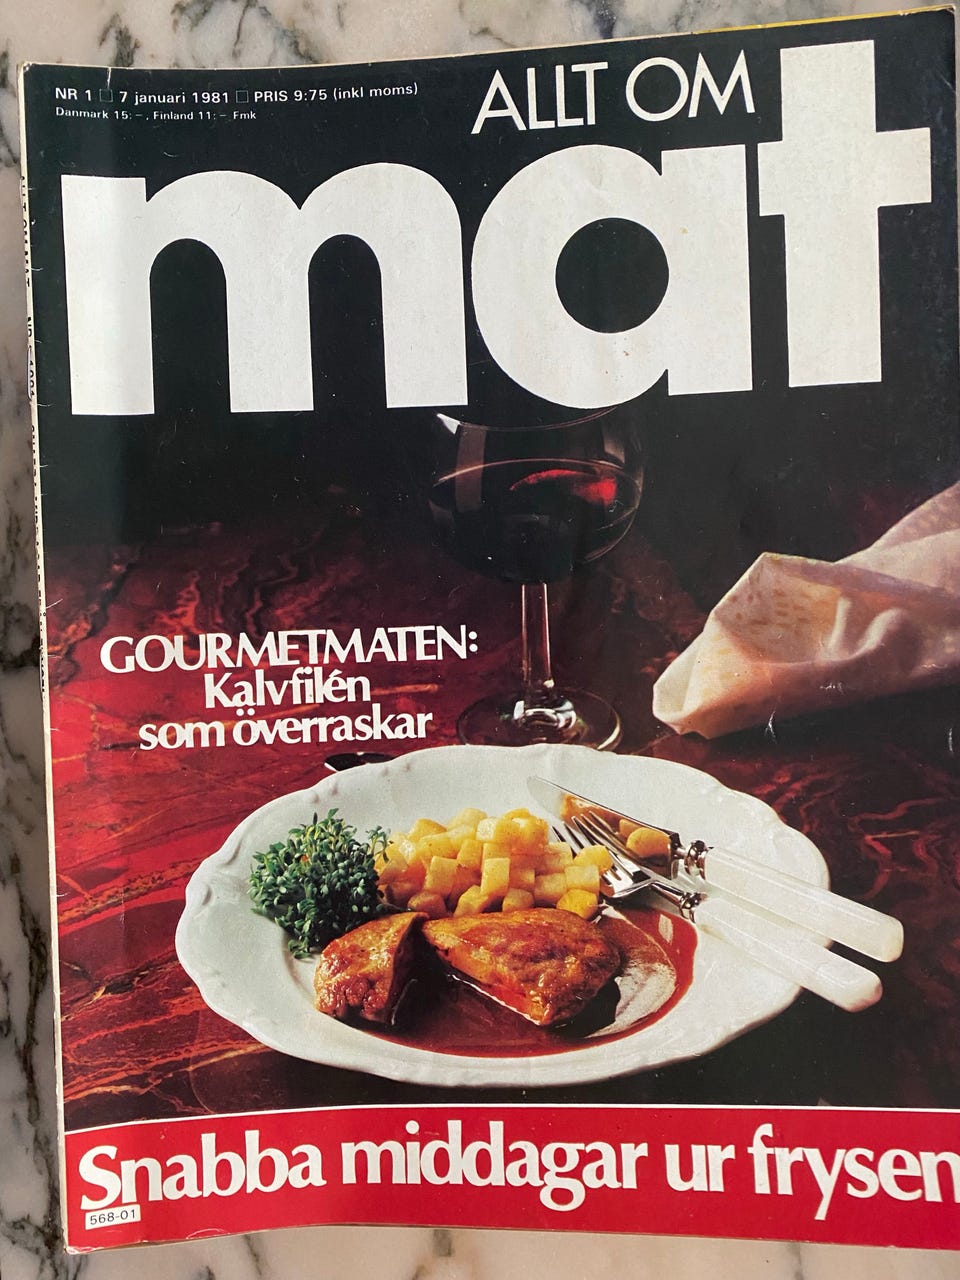 NR 1 □ 7 januari 1981 □ PRIS 9:75 (inkl moms)
Danmark 15:–, Finland 11:– Fmk
ALLT OM
mat
GOURMETMATEN:
Kalvfilén
som överraskar
Snabba middagar ur frysen
568-01